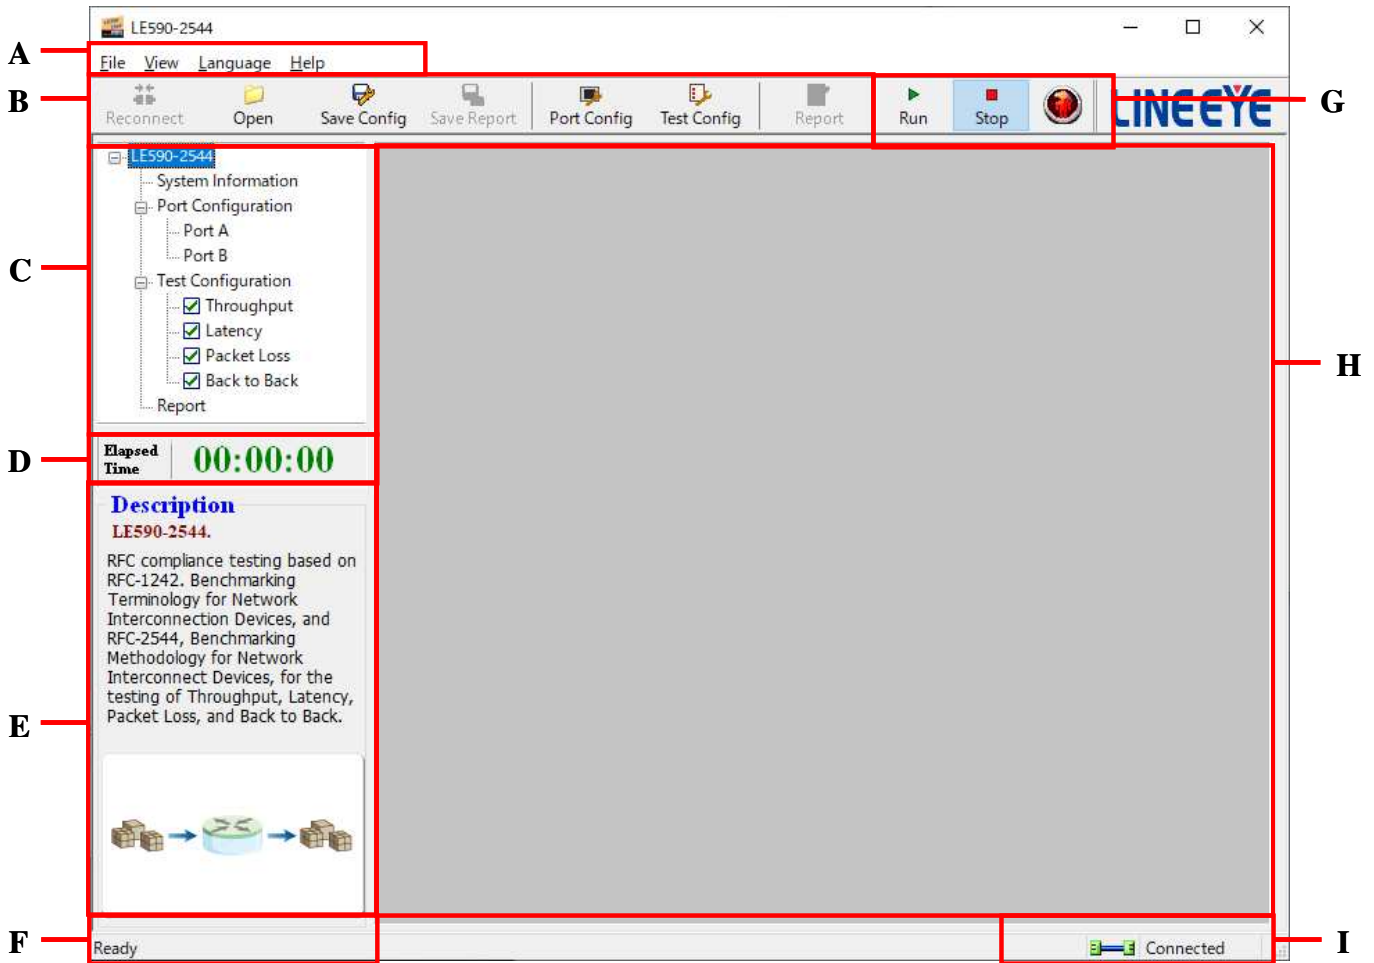 LE590-2544
A
File View Language Help
B
Reconnect Open Save Config Save Report Port Config Test Config Report Run Stop LINEEYE
G
LE590-2544
System Information
Port Configuration
Port A
Port B
C
Test Configuration
Throughput
Latency
Packet Loss
Back to Back
Report
H
D
Elapsed Time 00:00:00
Description
LE590-2544.
RFC compliance testing based on
RFC-1242. Benchmarking
Terminology for Network
Interconnection Devices, and
RFC-2544, Benchmarking
Methodology for Network
Interconnect Devices, for the
testing of Throughput, Latency,
Packet Loss, and Back to Back.
E
F
Ready
Connected
I